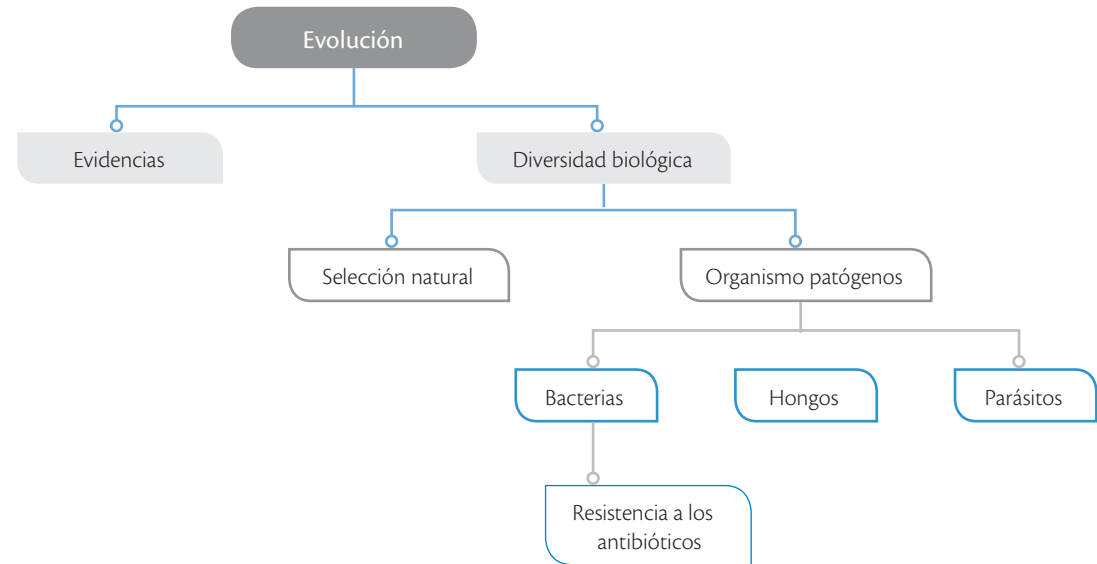 Evolución
Evidencias
Diversidad biológica
Selección natural
Organismo patógenos
Bacterias
Hongos
Parásitos
Resistencia a los
antibióticos